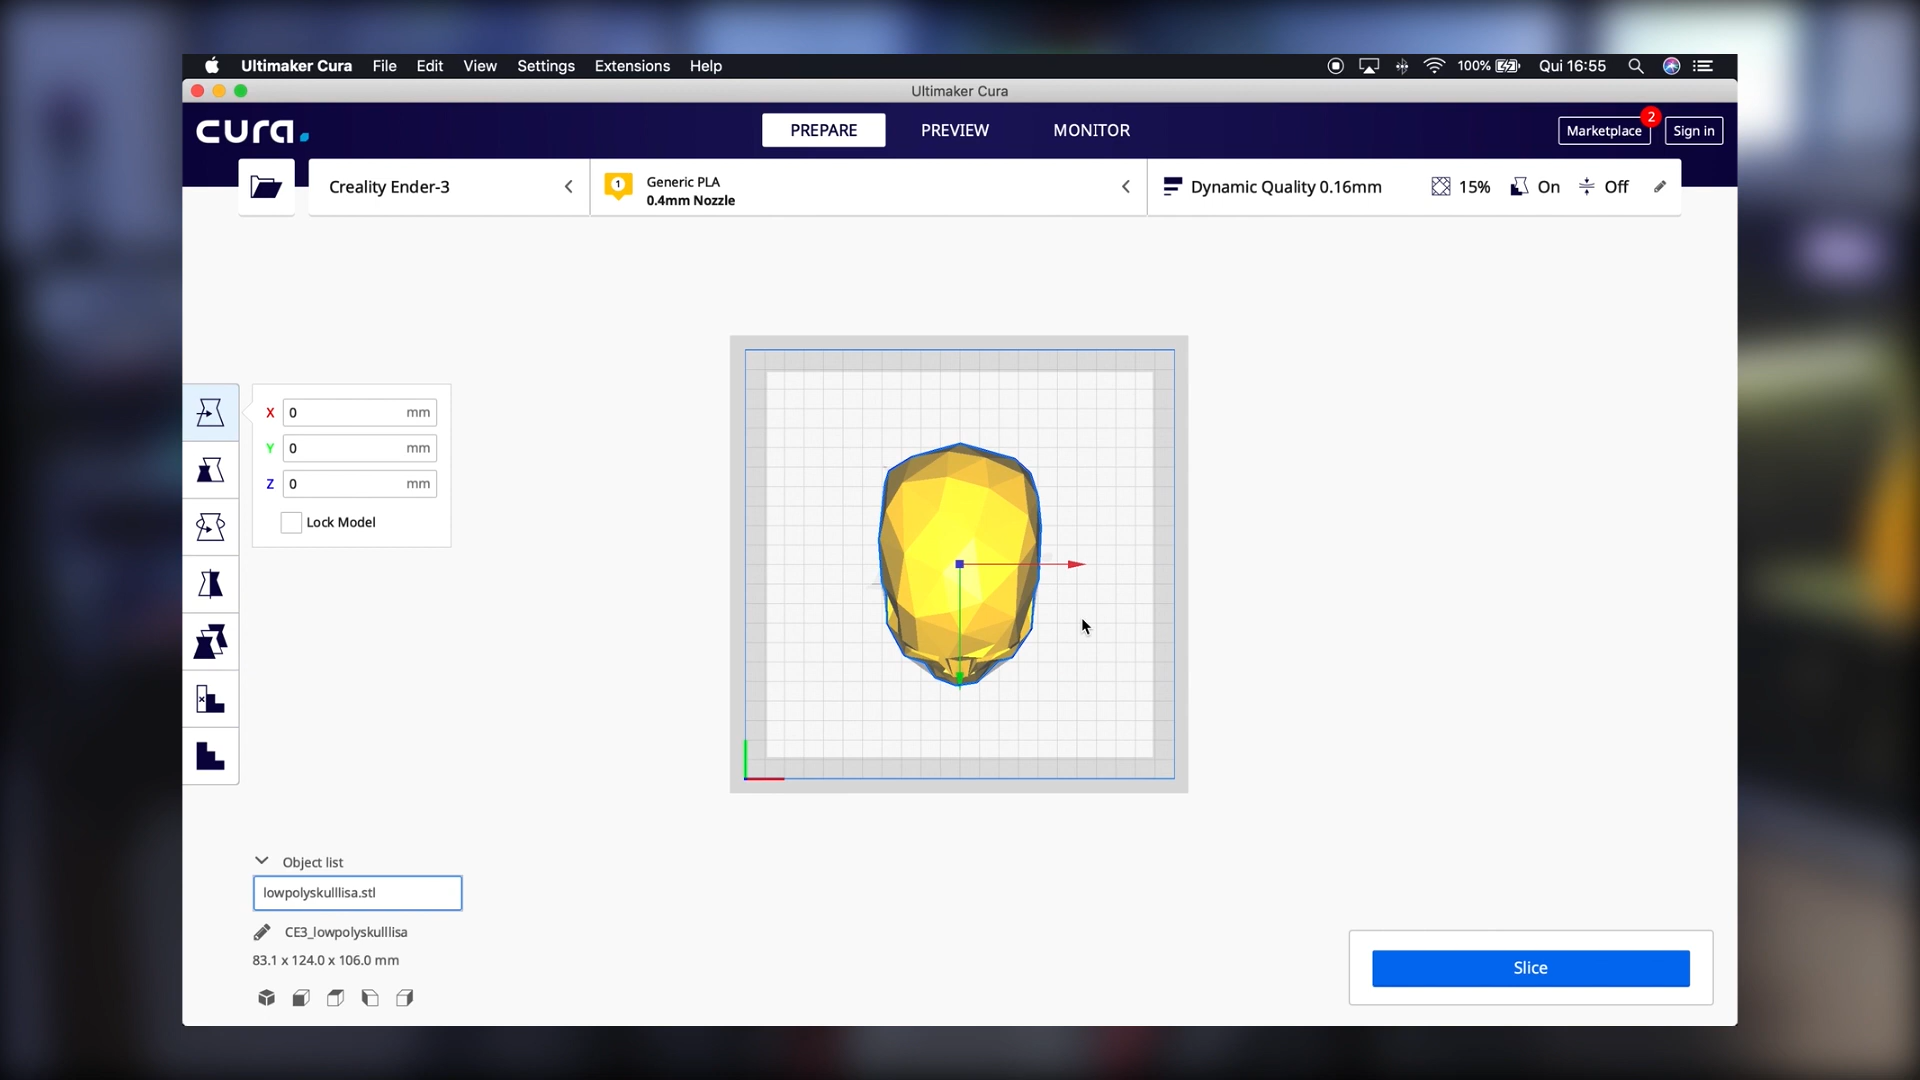 Ultimaker Cura File Edit View Settings Extensions Help 100% Qui 16:55
Ultimaker Cura
cura. PREPARE PREVIEW MONITOR Marketplace 2 Sign in
Creality Ender-3 1 Generic PLA Dynamic Quality 0.16mm 15% On Off
0.4mm Nozzle
X 0 mm
Y 0 mm
Z 0 mm
Lock Model
Object list
lowpolyskulllisa.stl
CE3_lowpolyskulllisa
83.1 x 124.0 x 106.0 mm
Slice